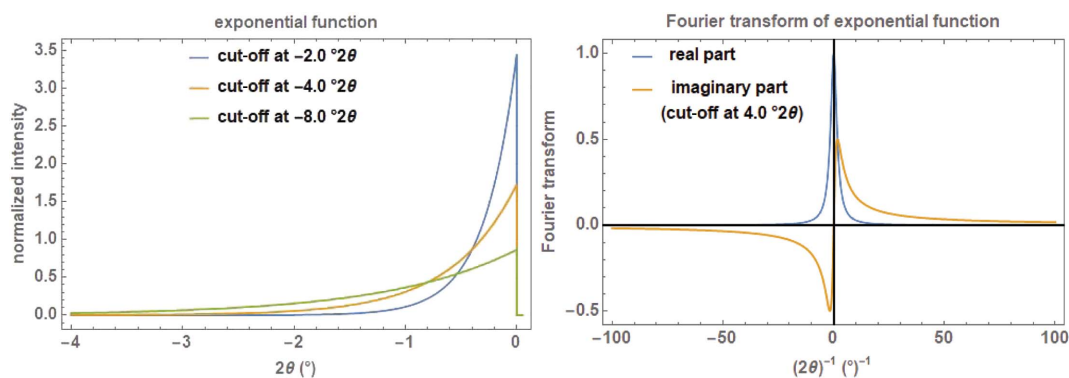 exponential function
normalized intensity
3.5
3.0
2.5
2.0
1.5
1.0
0.5
0.0
cut-off at −2.0 °2θ
cut-off at −4.0 °2θ
cut-off at −8.0 °2θ
−4
−3
−2
−1
0
2θ (°)
Fourier transform of exponential function
Fourier transform
1.0
0.5
0.0
−0.5
real part
imaginary part
(cut-off at 4.0 °2θ)
−100
−50
0
50
100
(2θ)⁻¹ (°)⁻¹